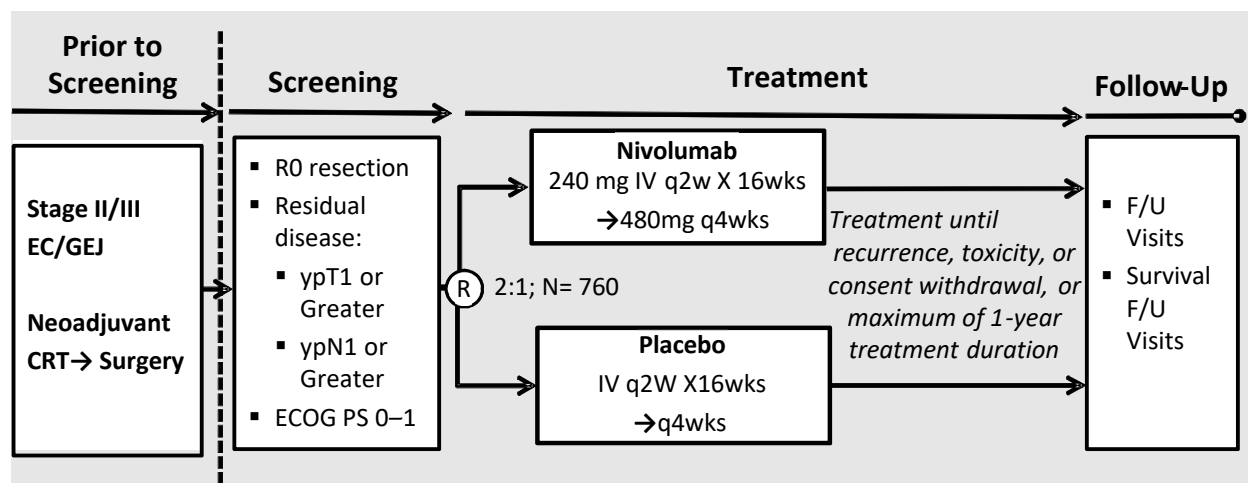 Prior to
Screening
Screening
Treatment
Follow-Up
Stage II/III
EC/GEJ
Neoadjuvant
CRT→ Surgery
▪ R0 resection
▪ Residual
disease:
▪ ypT1 or
Greater
▪ ypN1 or
Greater
▪ ECOG PS 0–1
R
2:1; N= 760
Nivolumab
240 mg IV q2w X 16wks
→480mg q4wks
Placebo
IV q2W X16wks
→q4wks
Treatment until
recurrence, toxicity, or
consent withdrawal, or
maximum of 1-year
treatment duration
▪ F/U
Visits
▪ Survival
F/U
Visits